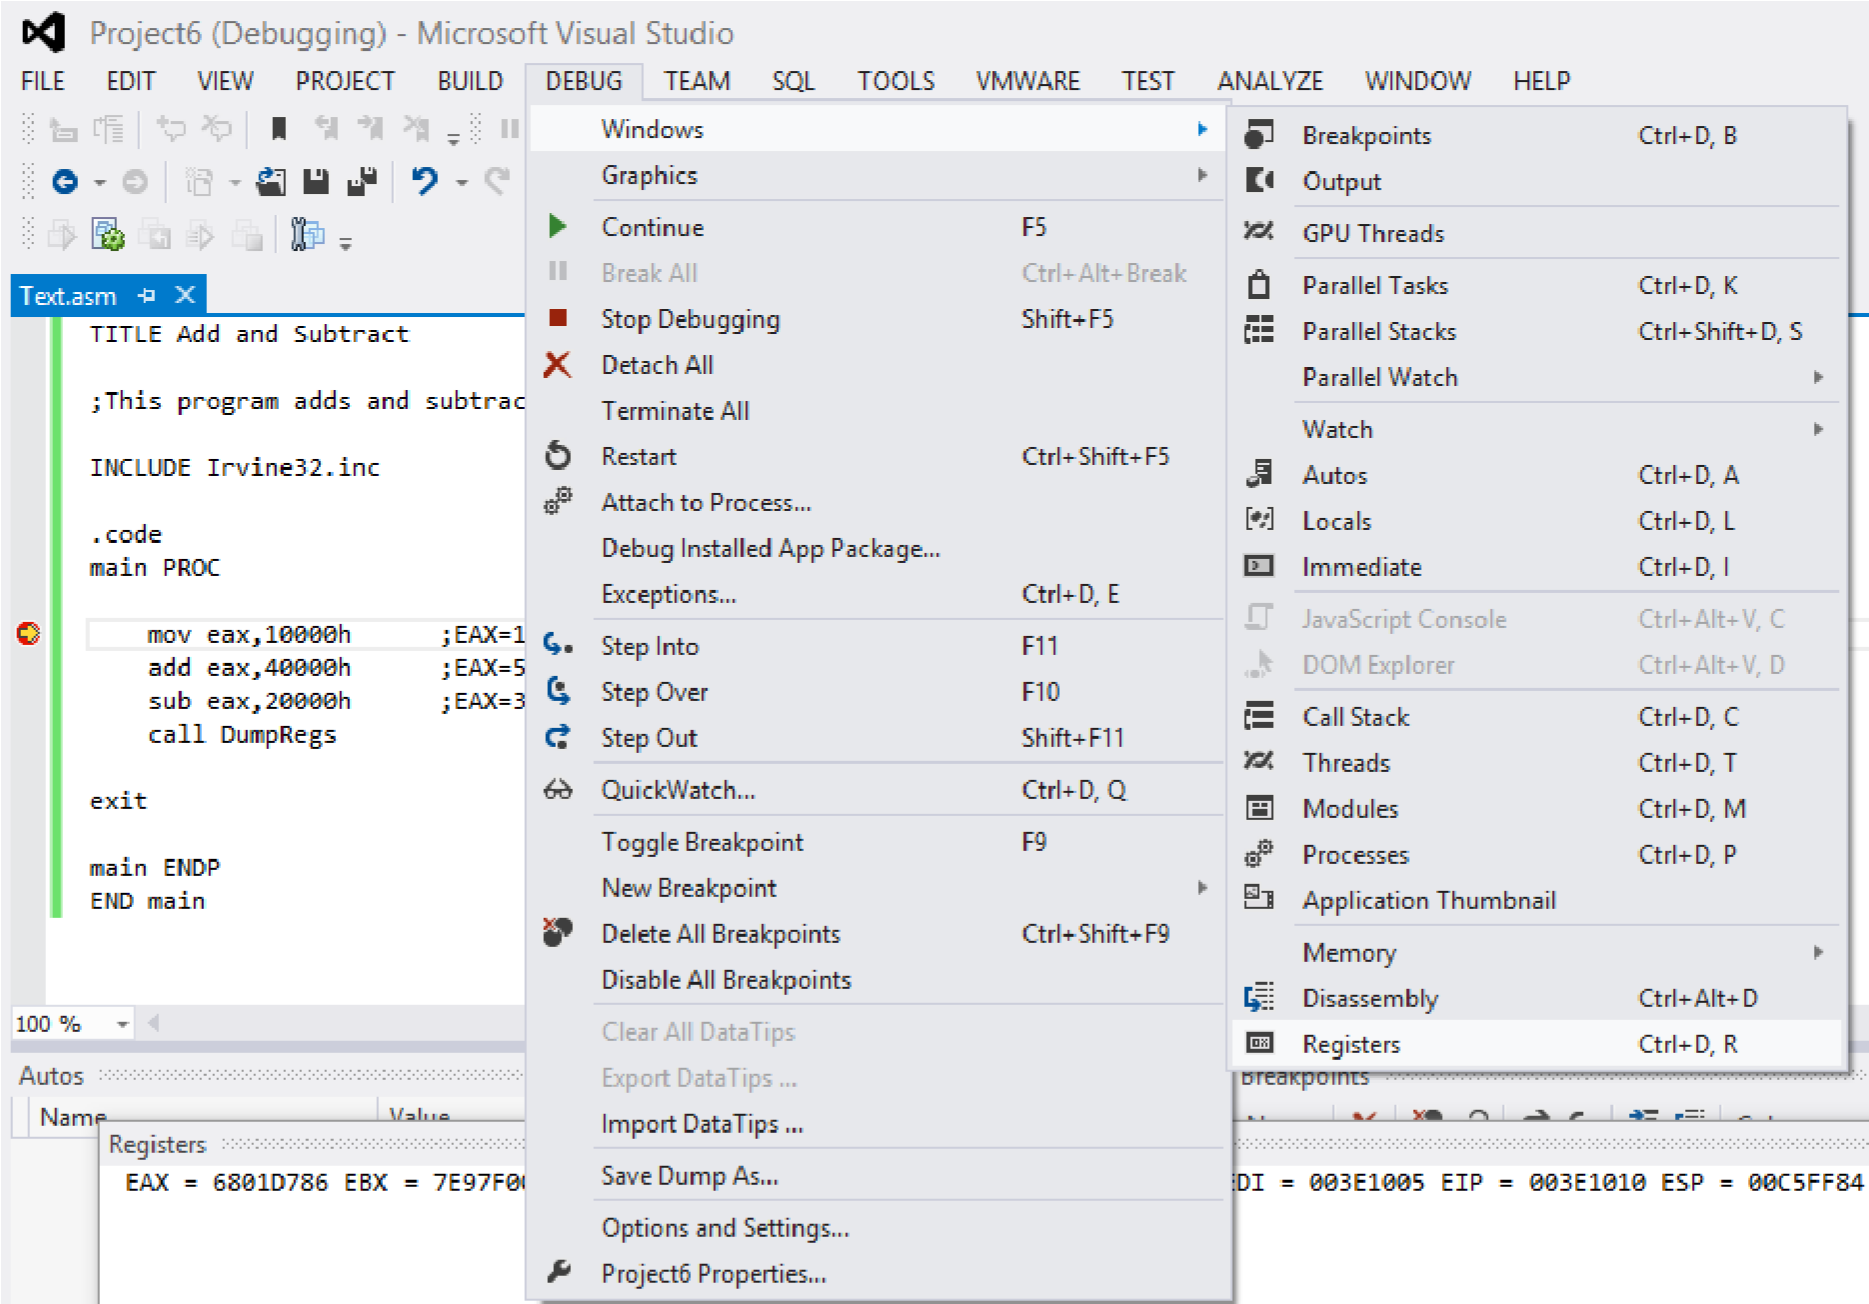 Project6 (Debugging) - Microsoft Visual Studio
FILE EDIT VIEW PROJECT BUILD DEBUG TEAM SQL TOOLS VMWARE TEST ANALYZE WINDOW HELP
Text.asm
TITLE Add and Subtract
;This program adds and subtrac
INCLUDE Irvine32.inc
.code
main PROC
mov eax,10000h ;EAX=1
add eax,40000h ;EAX=5
sub eax,20000h ;EAX=3
call DumpRegs
exit
main ENDP
END main
100 %
Autos
Name Value
Registers
EAX = 6801D786 EBX = 7E97F00
Windows
Graphics
Continue F5
Break All Ctrl+Alt+Break
Stop Debugging Shift+F5
Detach All
Terminate All
Restart Ctrl+Shift+F5
Attach to Process...
Debug Installed App Package...
Exceptions... Ctrl+D, E
Step Into F11
Step Over F10
Step Out Shift+F11
QuickWatch... Ctrl+D, Q
Toggle Breakpoint F9
New Breakpoint
Delete All Breakpoints Ctrl+Shift+F9
Disable All Breakpoints
Clear All DataTips
Export DataTips ...
Import DataTips ...
Save Dump As...
Options and Settings...
Project6 Properties...
Breakpoints Ctrl+D, B
Output
GPU Threads
Parallel Tasks Ctrl+D, K
Parallel Stacks Ctrl+Shift+D, S
Parallel Watch
Watch
Autos Ctrl+D, A
Locals Ctrl+D, L
Immediate Ctrl+D, I
JavaScript Console Ctrl+Alt+V, C
DOM Explorer Ctrl+Alt+V, D
Call Stack Ctrl+D, C
Threads Ctrl+D, T
Modules Ctrl+D, M
Processes Ctrl+D, P
Application Thumbnail
Memory
Disassembly Ctrl+Alt+D
Registers Ctrl+D, R
Breakpoints
EDI = 003E1005 EIP = 003E1010 ESP = 00C5FF84